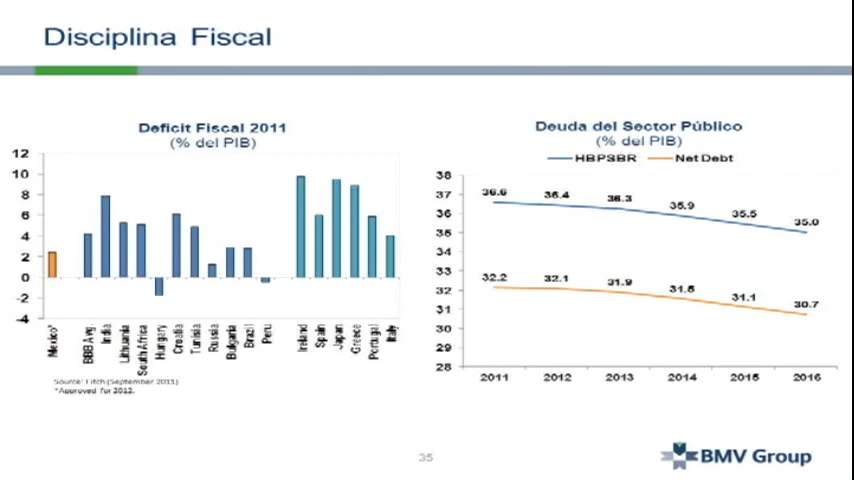 Disciplina Fiscal
Deficit Fiscal 2011
(% del PIB)
12
10
8
6
4
2
0
-2
-4
Mexico*
BBB Avg.
India
Lithuania
South Africa
Hungary
Croatia
Tunisia
Russia
Bulgaria
Brazil
Peru
Ireland
Spain
Japan
Greece
Portugal
Italy
Source: Fitch (September 2011)
*Approved for 2012.
Deuda del Sector Público
(% del PIB)
HBPSBR Net Debt
38
37
36
35
34
33
32
31
30
29
28
36.6 36.4 36.3 35.9 35.5 35.0
32.2 32.1 31.9 31.5 31.1 30.7
2011 2012 2013 2014 2015 2016
35
BMV Group